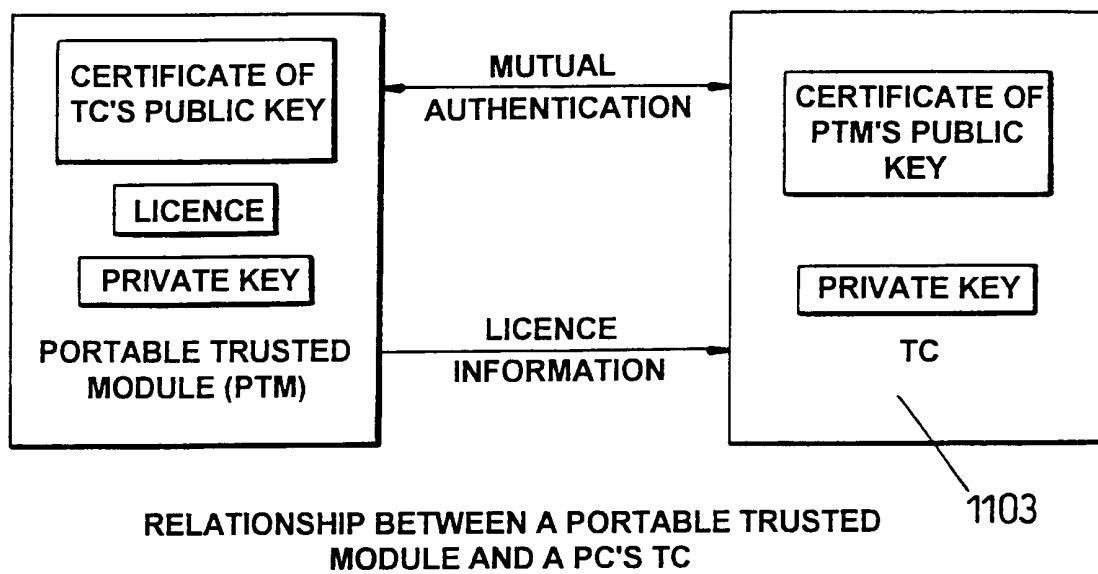 CERTIFICATE OF
TC'S PUBLIC KEY
LICENCE
PRIVATE KEY
PORTABLE TRUSTED
MODULE (PTM)
MUTUAL
AUTHENTICATION
LICENCE
INFORMATION
CERTIFICATE OF
PTM'S PUBLIC
KEY
PRIVATE KEY
TC
1103
RELATIONSHIP BETWEEN A PORTABLE TRUSTED
MODULE AND A PC'S TC